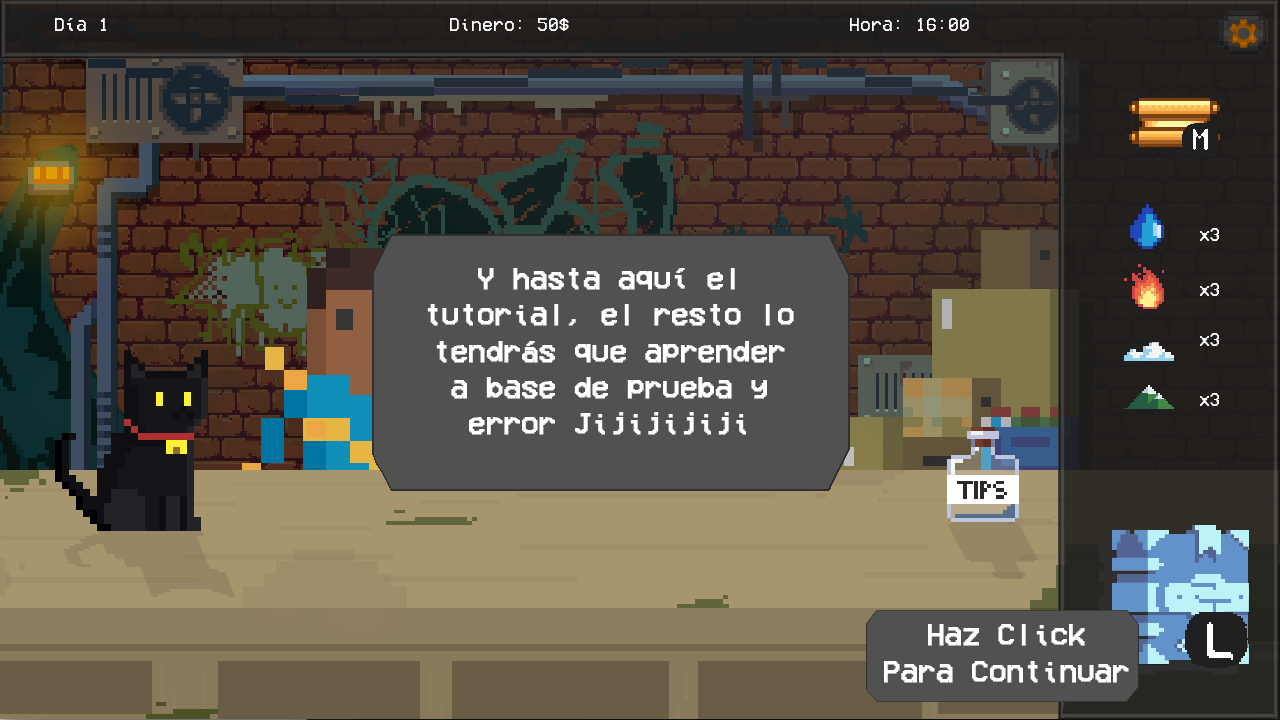 Día 1
Dinero: 50$
Hora: 16:00
M
x3
x3
x3
x3
Y hasta aquí el
tutorial, el resto lo
tendrás que aprender
a base de prueba y
error Jijijijiji
TIPS
L
Haz Click
Para Continuar